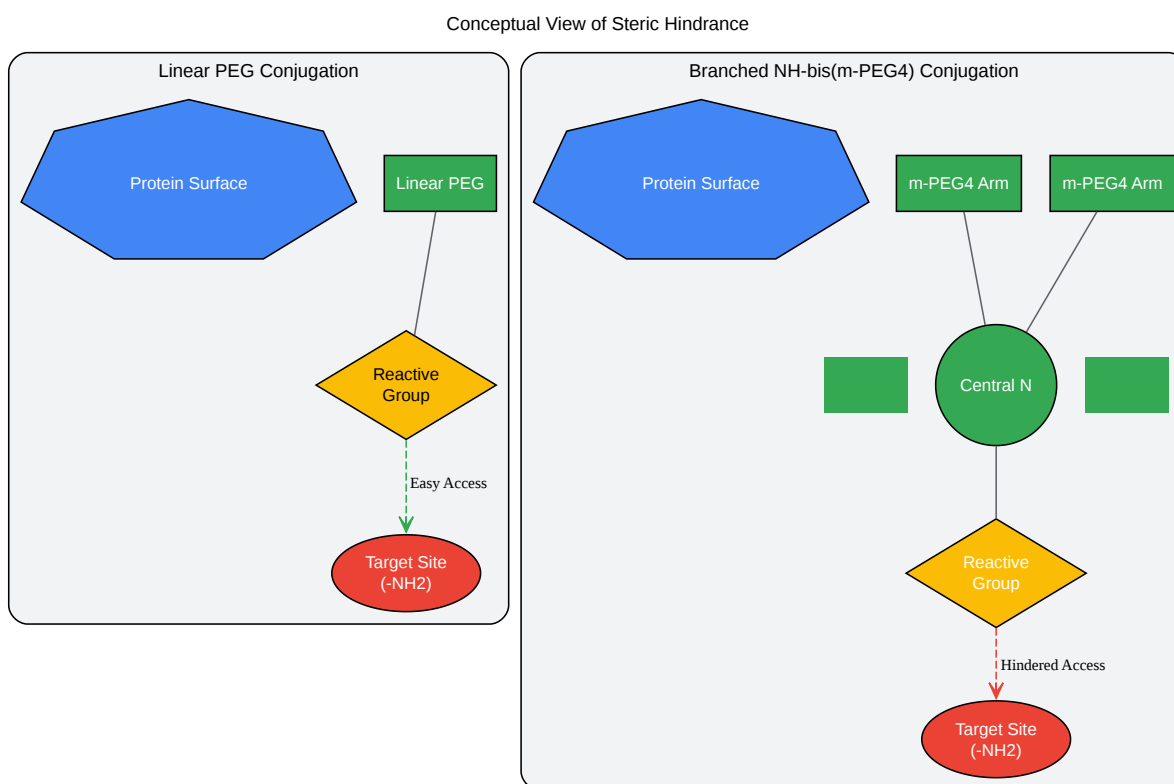 Conceptual View of Steric Hindrance
Linear PEG Conjugation
Protein Surface
Linear PEG
Reactive
Group
Easy Access
Target Site
(-NH2)
Branched NH-bis(m-PEG4) Conjugation
Protein Surface
m-PEG4 Arm
m-PEG4 Arm
Central N
Reactive
Group
Hindered Access
Target Site
(-NH2)